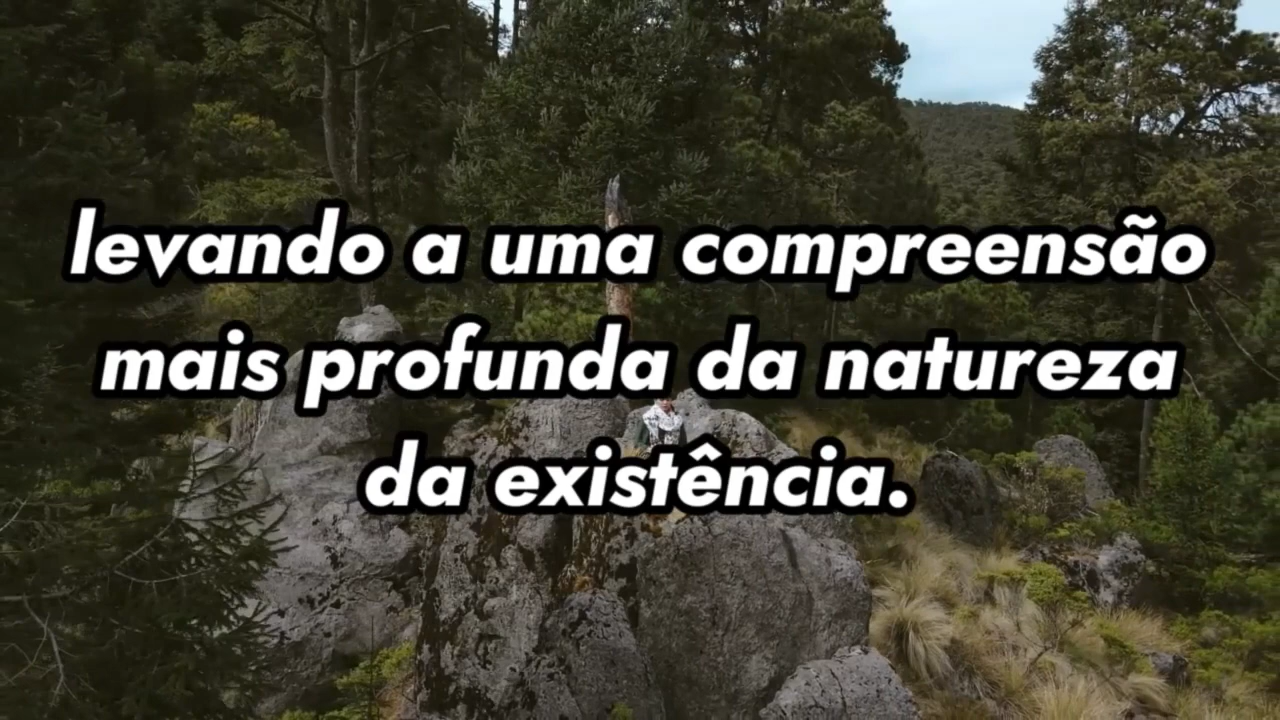 levando a uma compreensão
mais profunda da natureza
da existência.